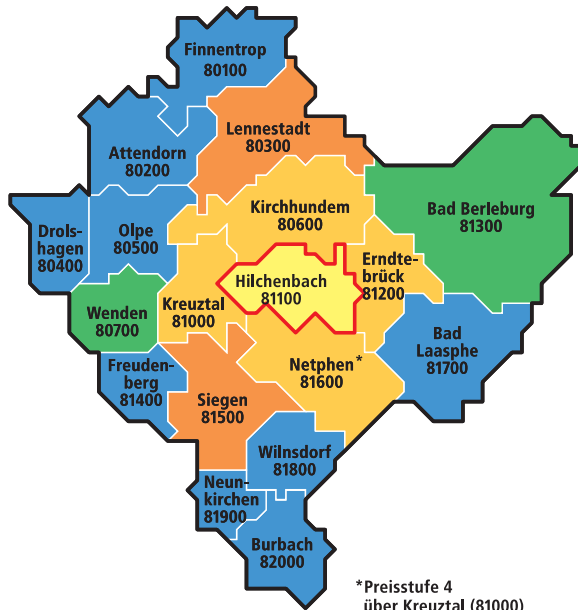 Finnentrop
80100
Lennestadt
80300
Attendorn
80200
Kirchhundem
80600
Bad Berleburg
81300
Drols-
hagen
80400
Olpe
80500
Erndte-
brück
81200
Hilchenbach
81100
Kreuztal
81000
Wenden
80700
Bad
Laasphe
81700
Freuden-
berg
81400
Netphen*
81600
Siegen
81500
Wilnsdorf
81800
Neun-
kirchen
81900
Burbach
82000
*Preisstufe 4
über Kreuztal (81000)